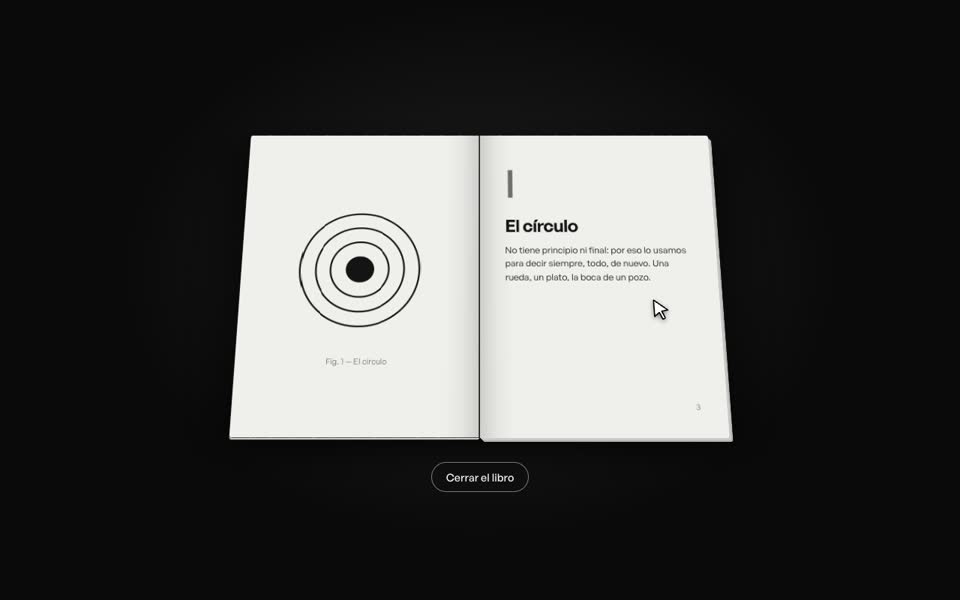 Fig. 1 — El círculo
I
El círculo
No tiene principio ni final: por eso lo usamos
para decir siempre, todo, de nuevo. Una
rueda, un plato, la boca de un pozo.
3
Cerrar el libro